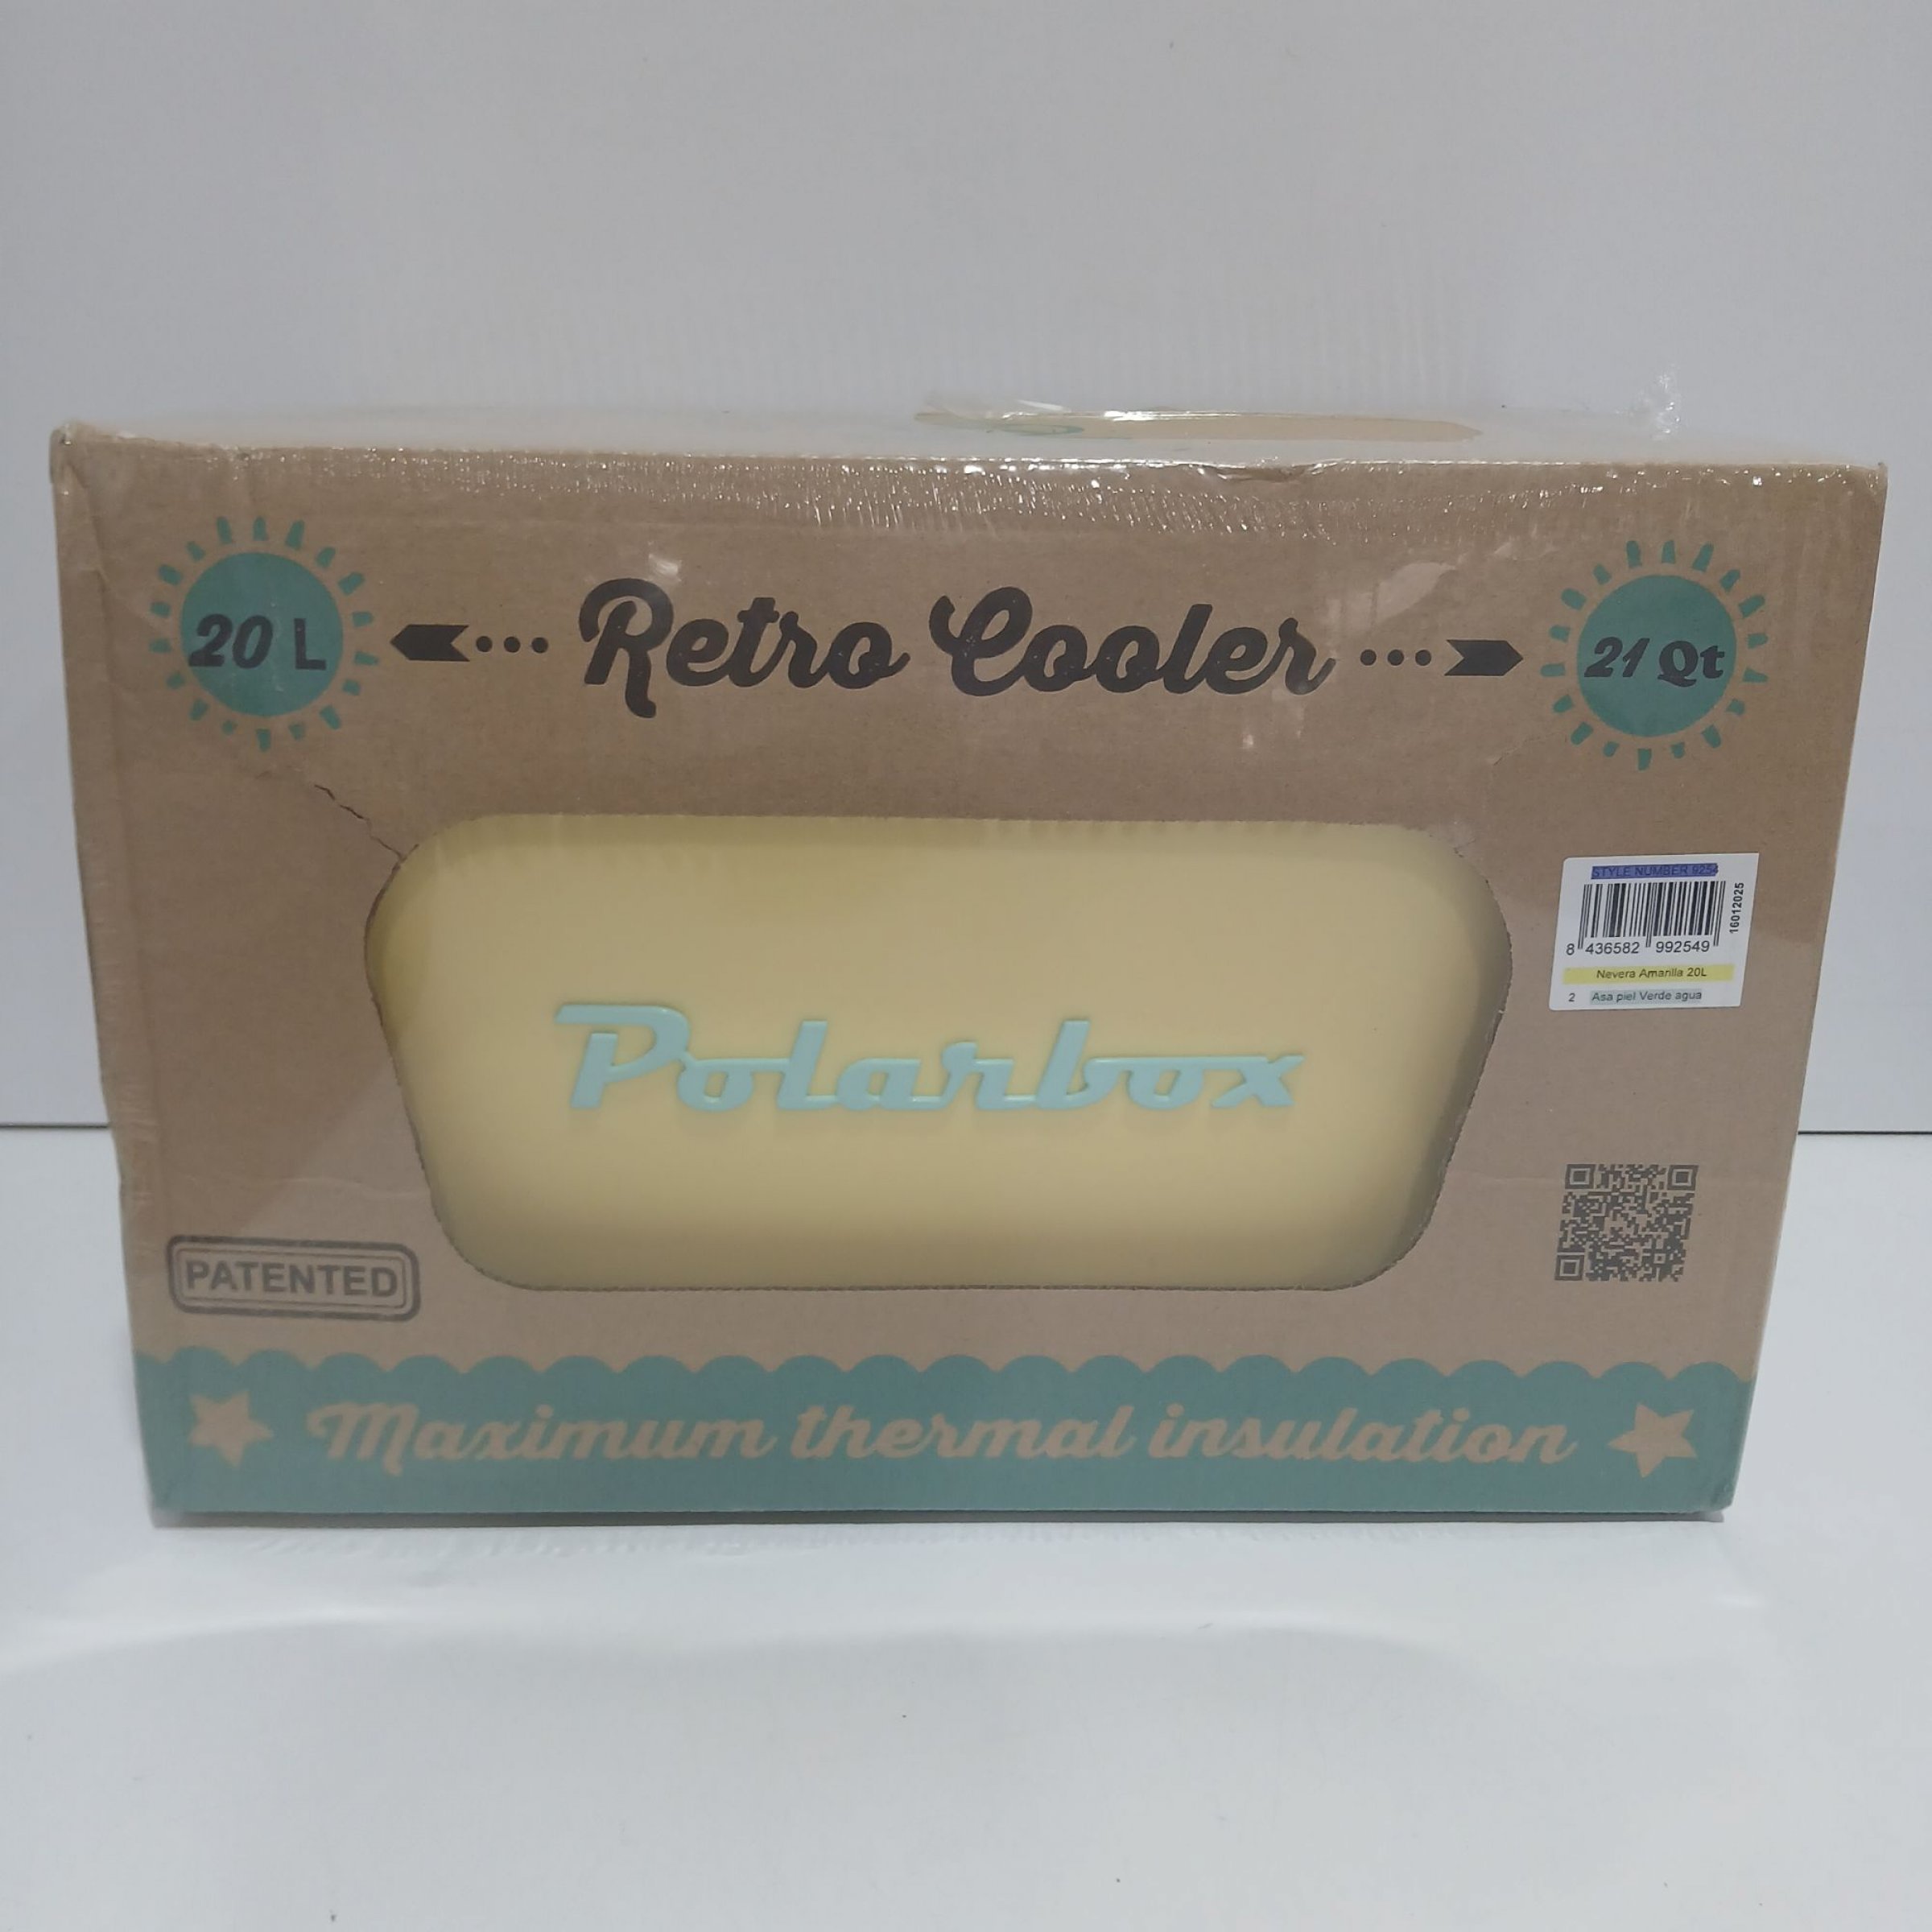 20 L
Retro Cooler
21 Qt
STYLE NUMBER 9254
16012025
8 436582 992549
Nevera Amarilla 20L
2 Asa piel Verde agua
Polarbox
PATENTED
Maximum thermal insulation